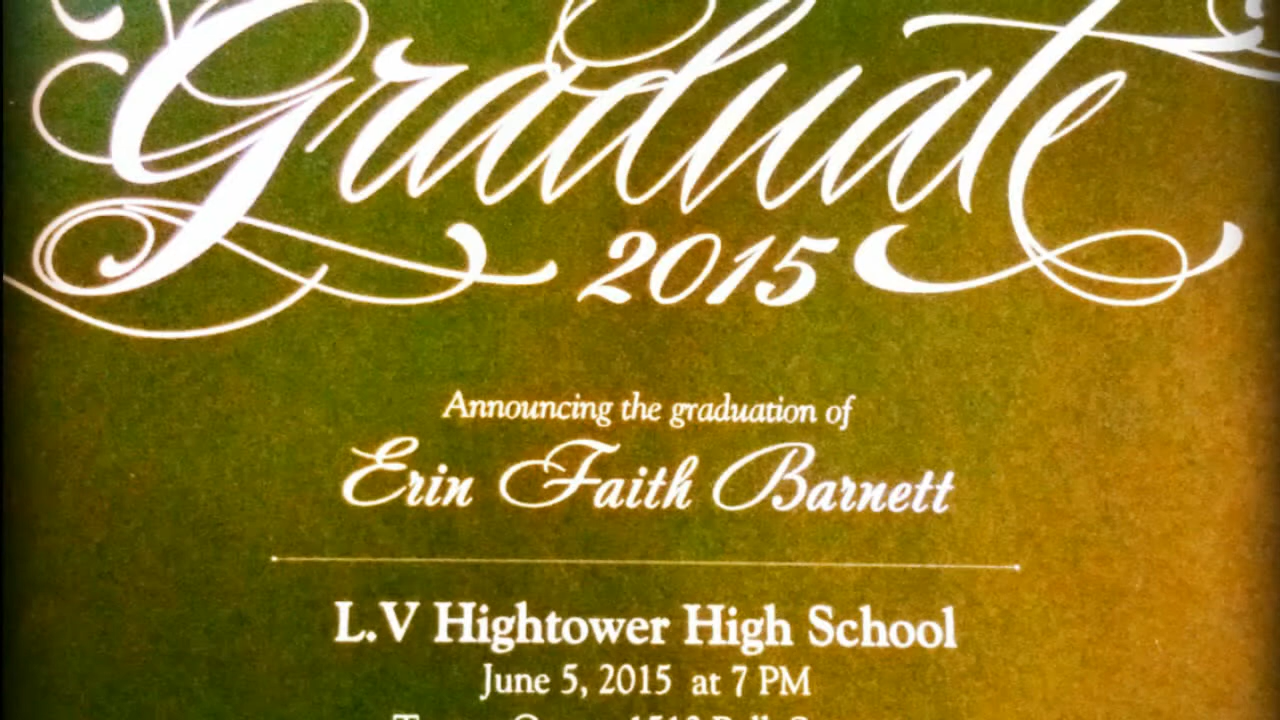 Graduate
2015
Announcing the graduation of
Erin Faith Barnett
L.V Hightower High School
June 5, 2015 at 7 PM